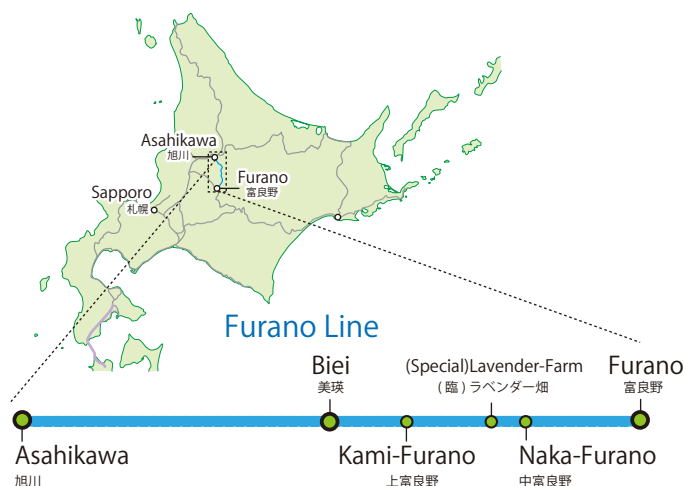 Asahikawa
旭川
Furano
富良野
Sapporo
札幌
Furano Line
Biei
美瑛
(Special)Lavender-Farm
(臨)ラベンダー畑
Furano
富良野
Asahikawa
旭川
Kami-Furano
上富良野
Naka-Furano
中富良野